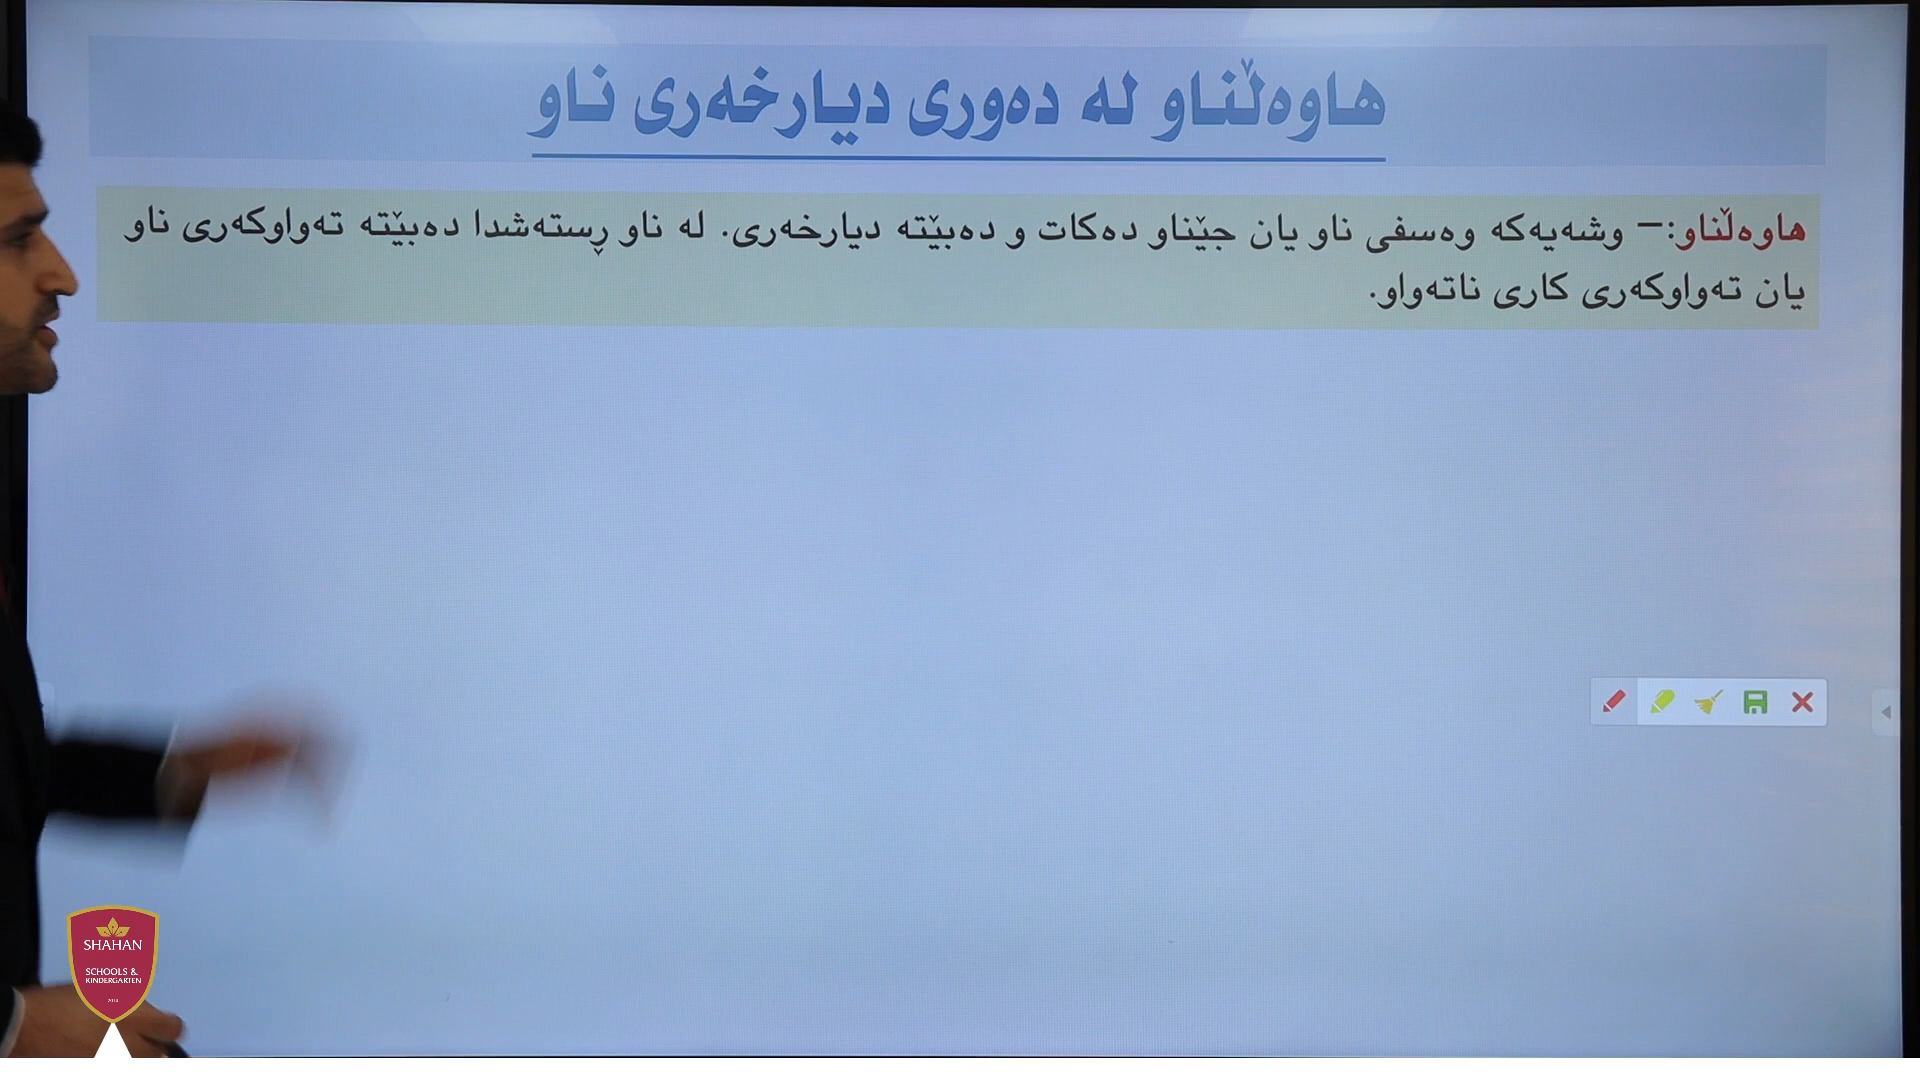 هاوەڵناو لە دەوری دیارخەری ناو
هاوەڵناو:- وشەیەکە وەسفی ناو یان جێناو دەکات و دەبێتە دیارخەری. لە ناو ڕستەشدا دەبێتە تەواوکەری ناو
یان تەواوکەری کاری ناتەواو.
SHAHAN
SCHOOLS &
KINDERGARTEN
2014